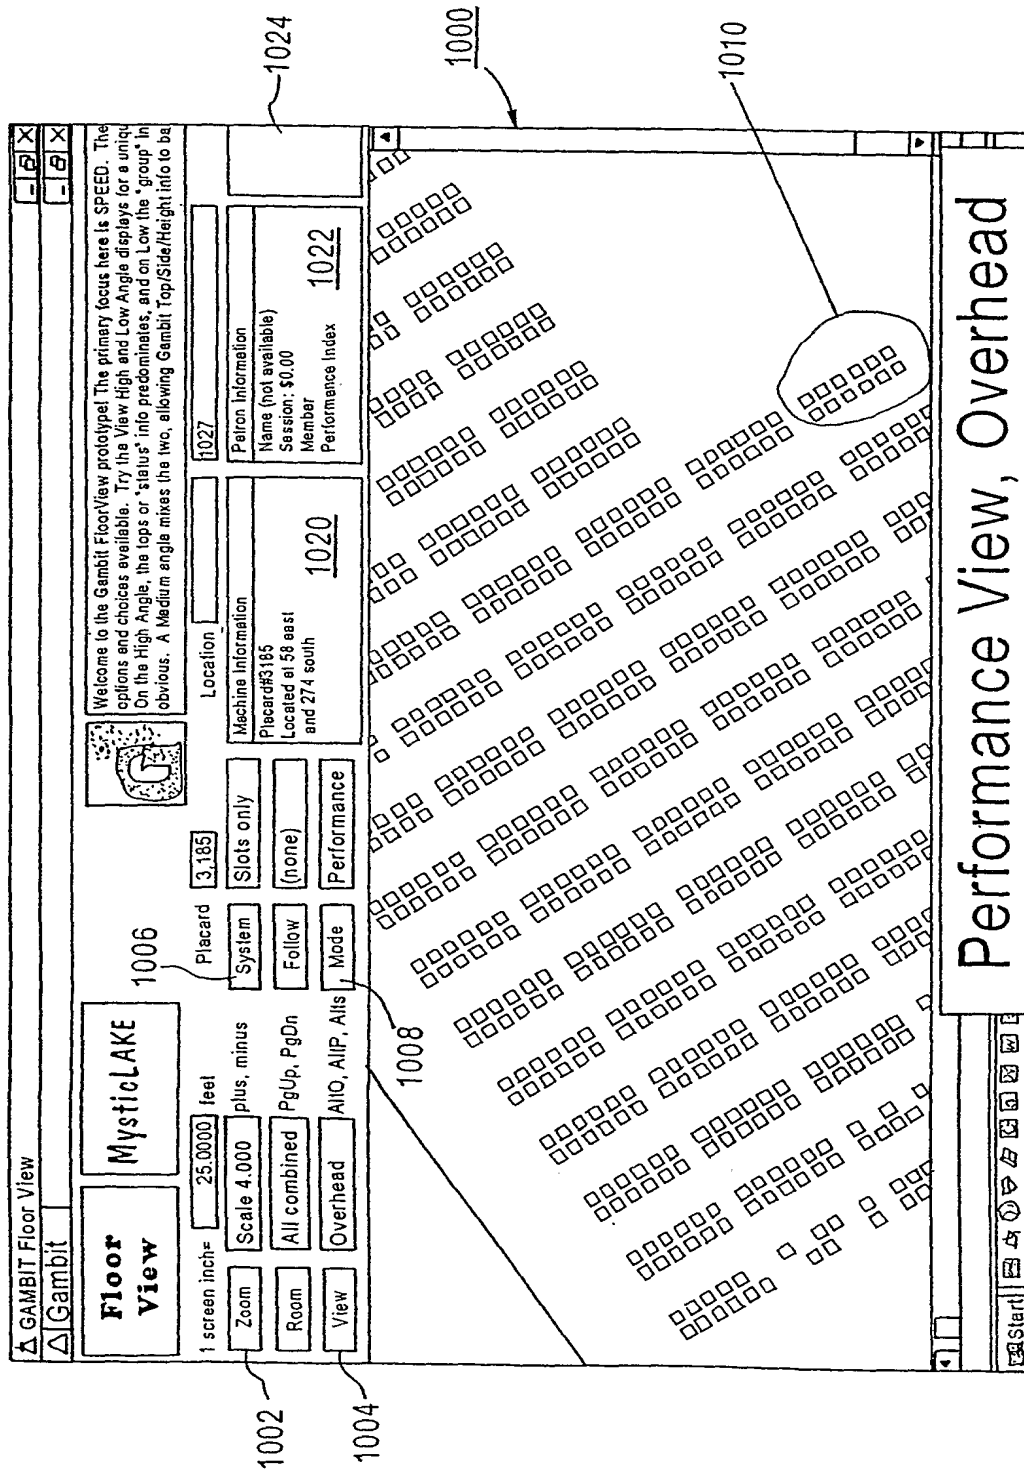 GAMBIT Floor View
Gambit
Floor
View
MysticLAKE
Welcome to the Gambit FloorView prototype! The primary focus here is SPEED. The
options and choices available. Try the View High and Low Angle displays for a uniqu
On the High Angle, the tops or "status" info predominates, and on Low the "group" in
obvious. A Medium angle mixes the two, allowing Gambit Top/Side/Height info to ba
G
1 screen inch= 25.0000 feet
Placard 3,185
Location
1027
Zoom
Scale 4.000
plus, minus
System
Slots only
Room
All combined
PgUp, PgDn
Follow
(none)
View
Overhead
AltO, AltP, Alts
Mode
Performance
Machine Information
Placard#3185
Located at 58 east
and 274 south
1020
Patron Information
Name (not available)
Session: $0.00
Member
Performance Index
1022
1024
1000
1010
1002
1004
1006
1008
Start
Performance View, Overhead